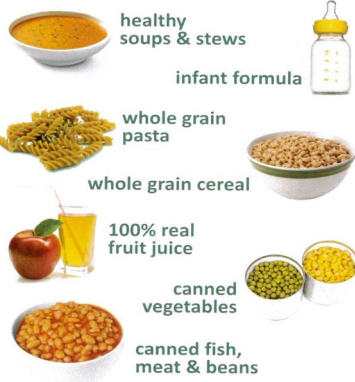 healthy
soups & stews
infant formula
whole grain
pasta
whole grain cereal
100% real
fruit juice
canned
vegetables
canned fish,
meat & beans